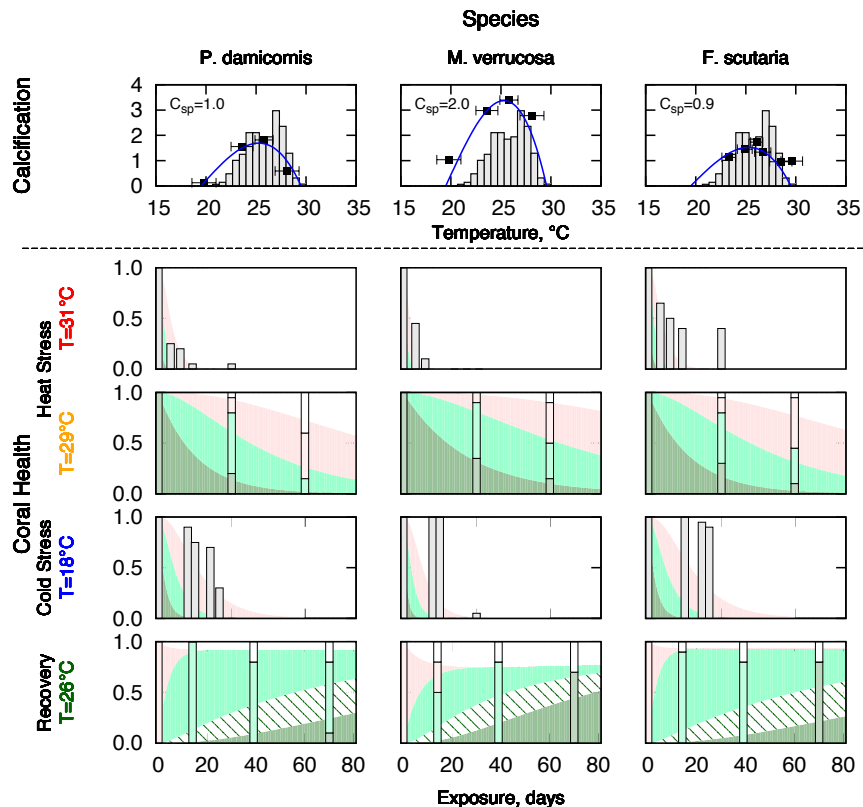 Species
P. damicornis M. verrucosa F. scutaria
Calcification
4
3
2
1
0
C_sp=1.0 C_sp=2.0 C_sp=0.9
15 20 25 30 35 15 20 25 30 35 15 20 25 30 35
Temperature, °C
Coral Health
Heat Stress
T=31°C
1.0
0.5
0.0
T=29°C
1.0
0.5
0.0
Cold Stress
T=18°C
1.0
0.5
0.0
Recovery
T=26°C
1.0
0.5
0.0
0 20 40 60 80 0 20 40 60 80 0 20 40 60 80
Exposure, days